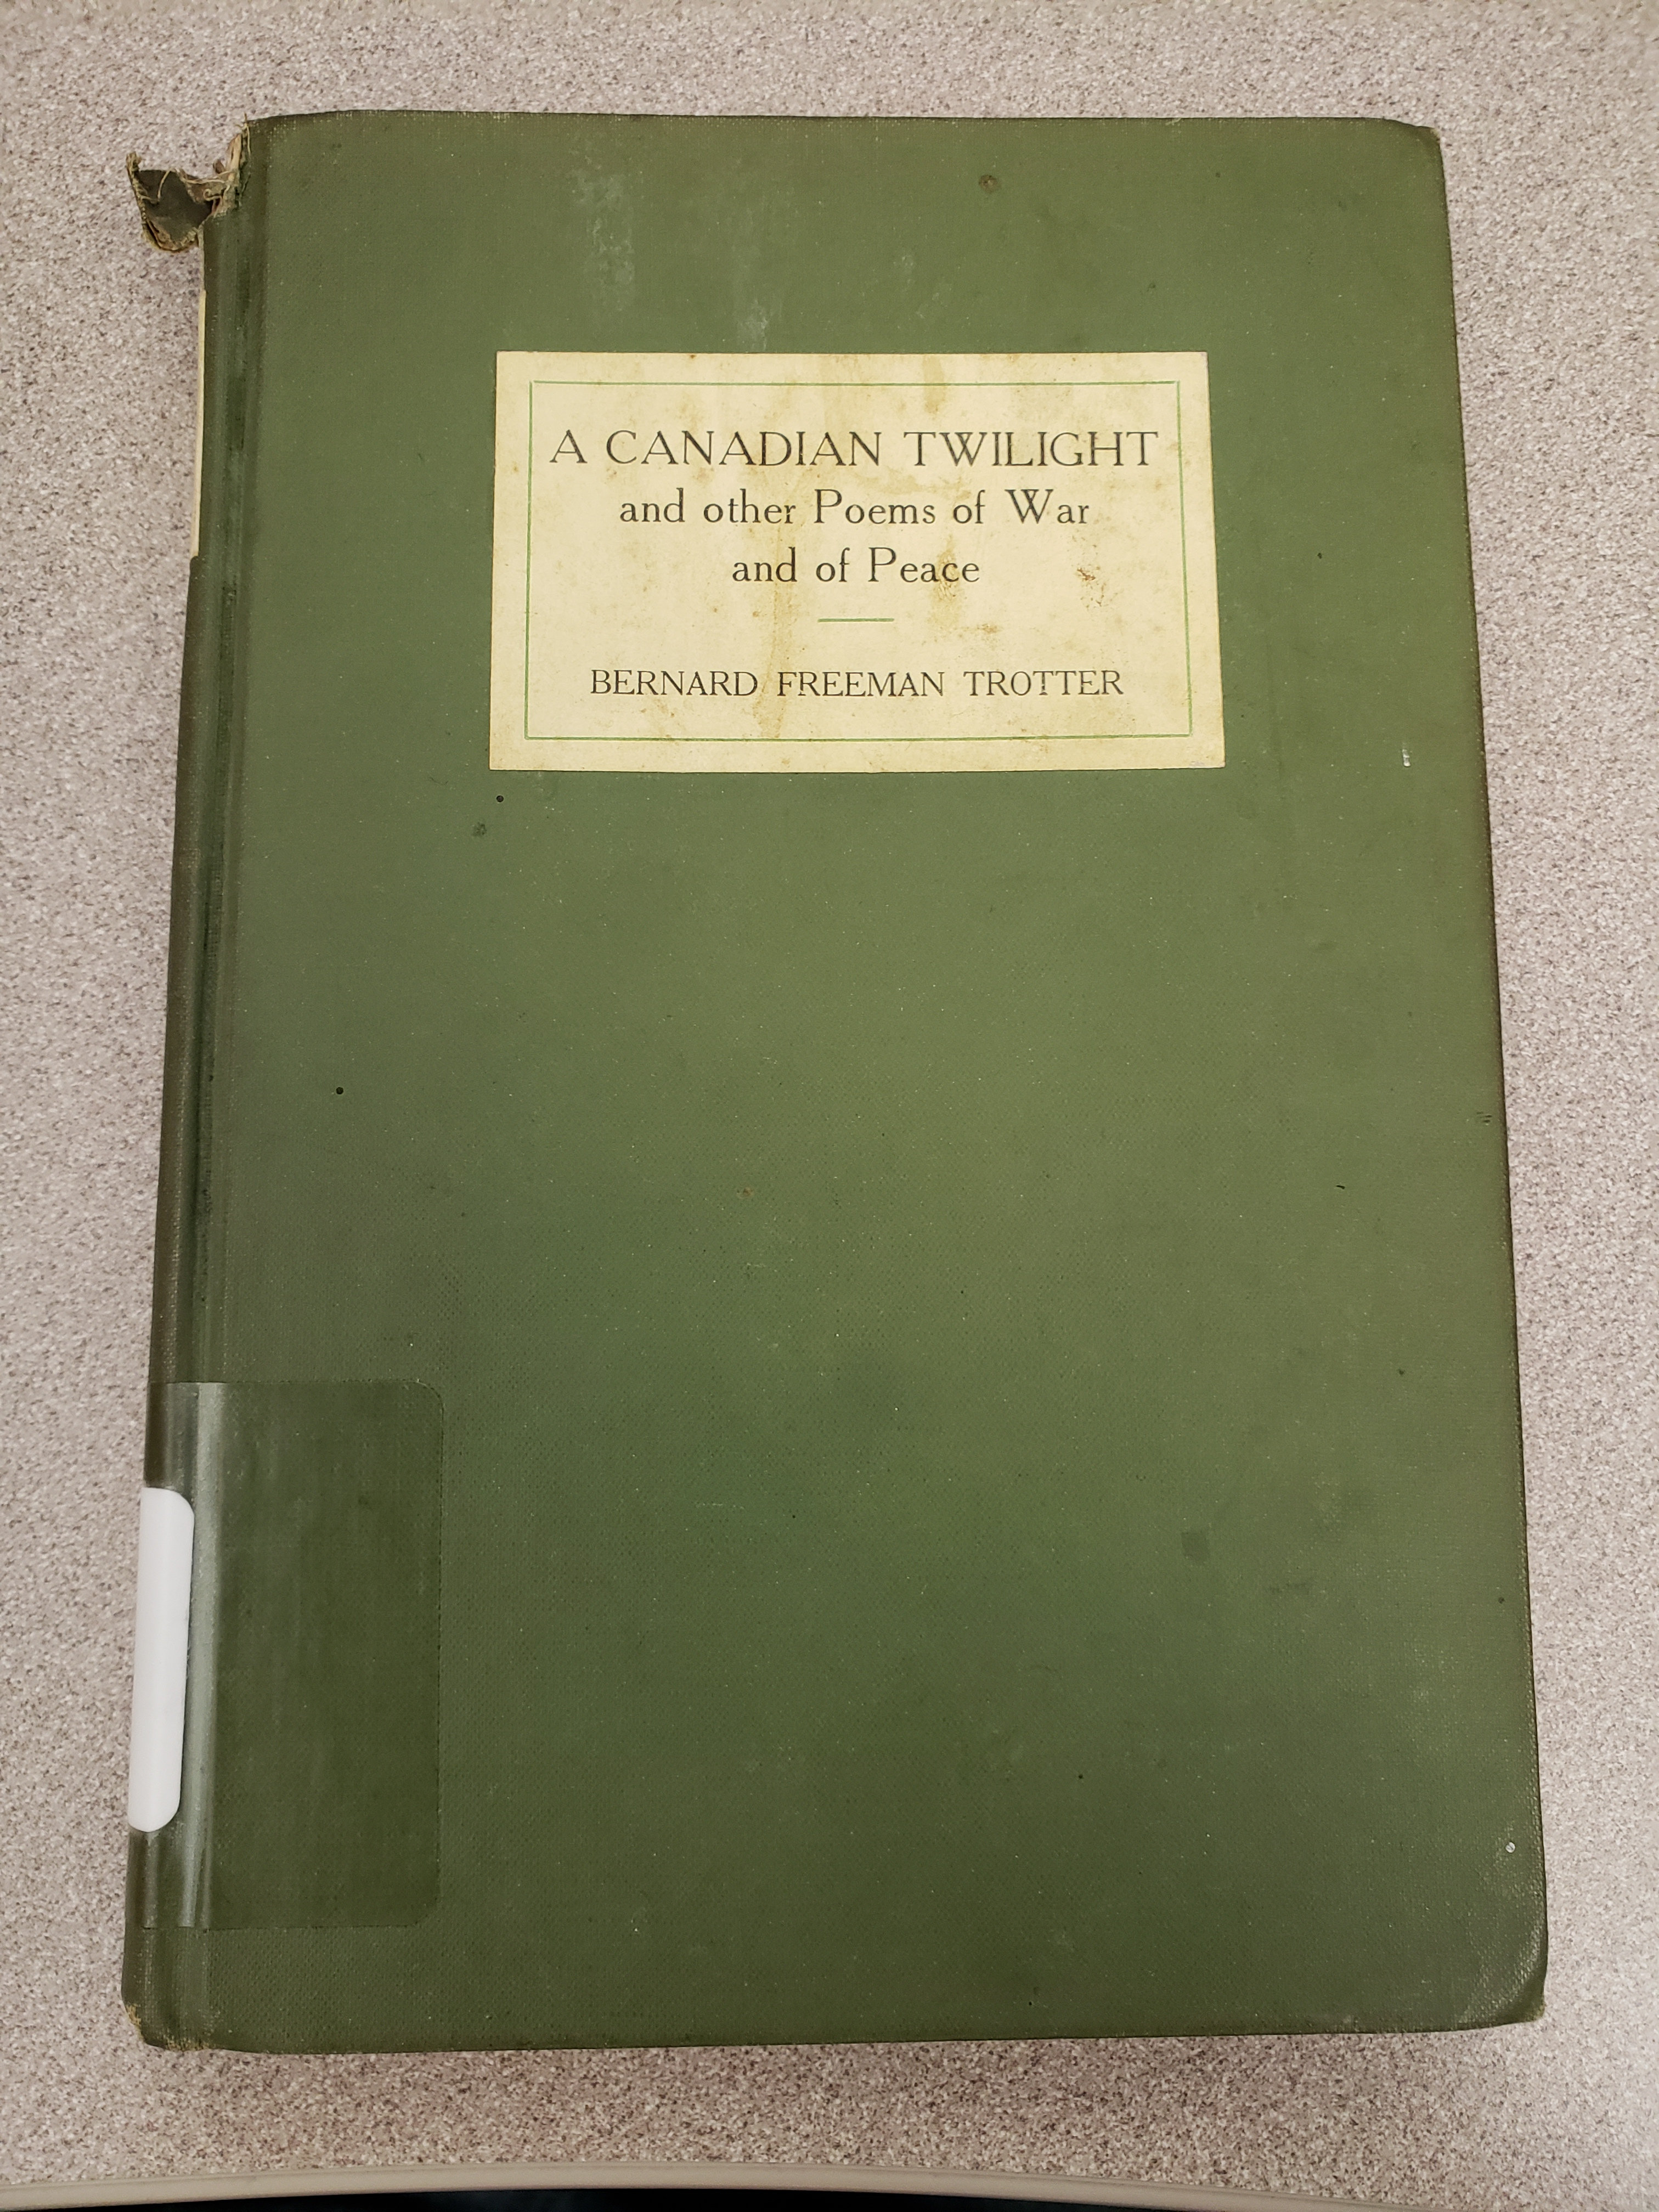 A CANADIAN TWILIGHT
and other Poems of War
and of Peace
BERNARD FREEMAN TROTTER